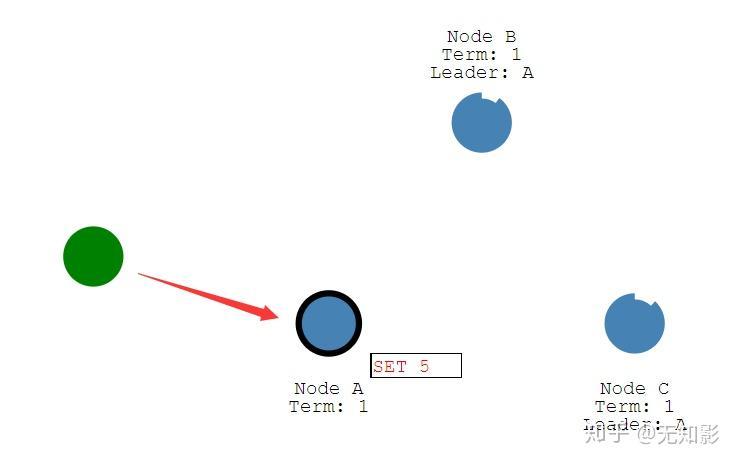 Node B
Term: 1
Leader: A
SET 5
Node A
Term: 1
Node C
Term: 1
Leader: A
知乎 @无知影